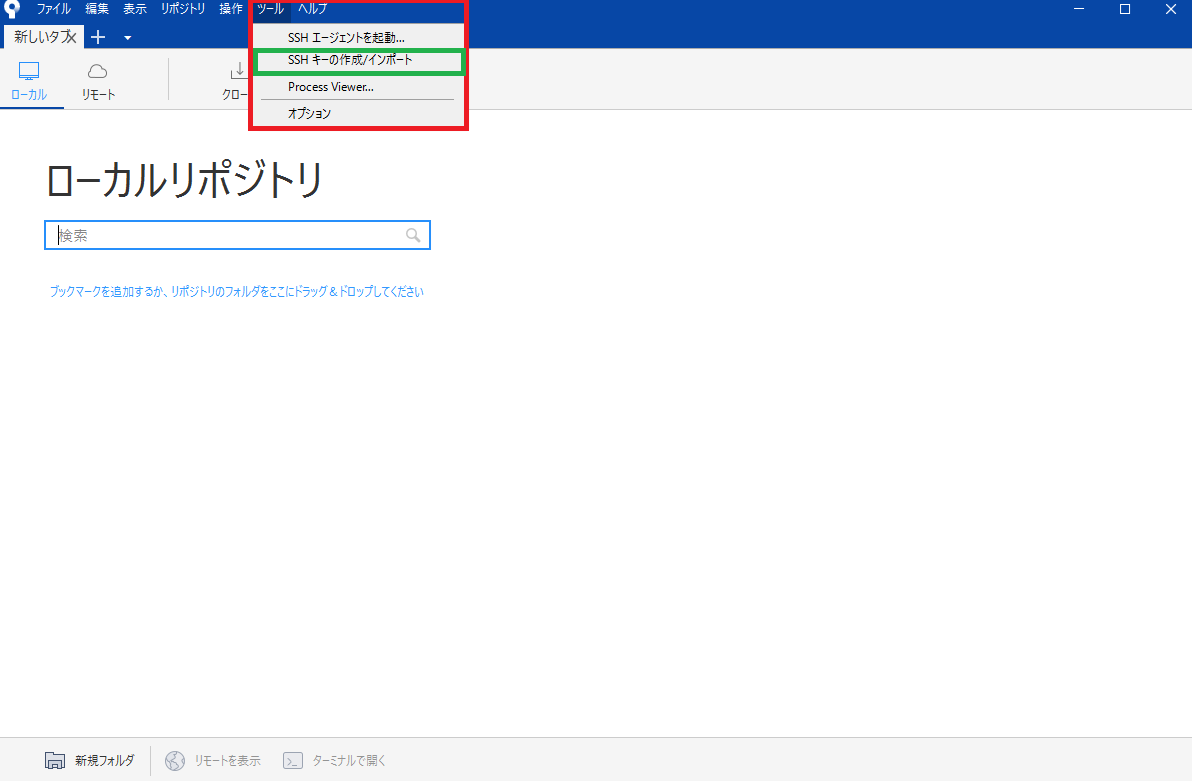 ファイル 編集 表示 リポジトリ 操作 ツール ヘルプ
新しいタブ
SSH エージェントを起動...
SSH キーの作成/インポート
Process Viewer...
オプション
ローカル リモート クロー
ローカルリポジトリ
検索
ブックマークを追加するか、リポジトリのフォルダをここにドラッグ＆ドロップしてください
新規フォルダ リモートを表示 ターミナルで開く